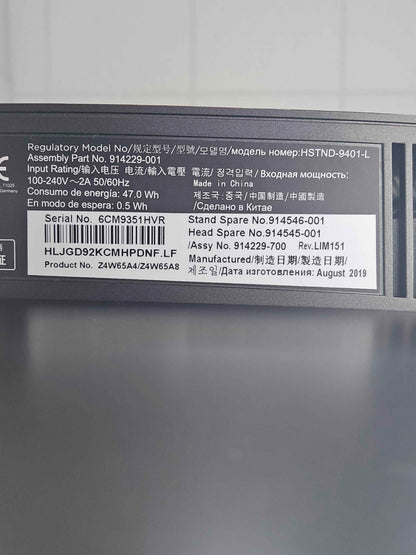 Regulatory Model No/规定型号/型號/모델명/модель номер:HSTND-9401-L
Assembly Part No. 914229-001
Input Rating/输入电压 电流/輸入電壓 電流/ 정격입력/ Входная мощность:
100-240V～2A 50/60Hz
Made in China
Consumo de energía: 47.0 Wh
제조국: 중국/中国制造/中國製造
En modo de espera: 0.5 Wh
/Сделано в Китае
71025
Germany
Serial No. 6CM9351HVR
HLJGD92KCMHPDNF.LF
Product No. Z4W65A4/Z4W65A8
Stand Spare No.914546-001
Head Spare No.914545-001
/Assy No. 914229-700 Rev. LIM151
Manufactured/制造日期/製造日期/
제조일/Дата изготовления: August 2019